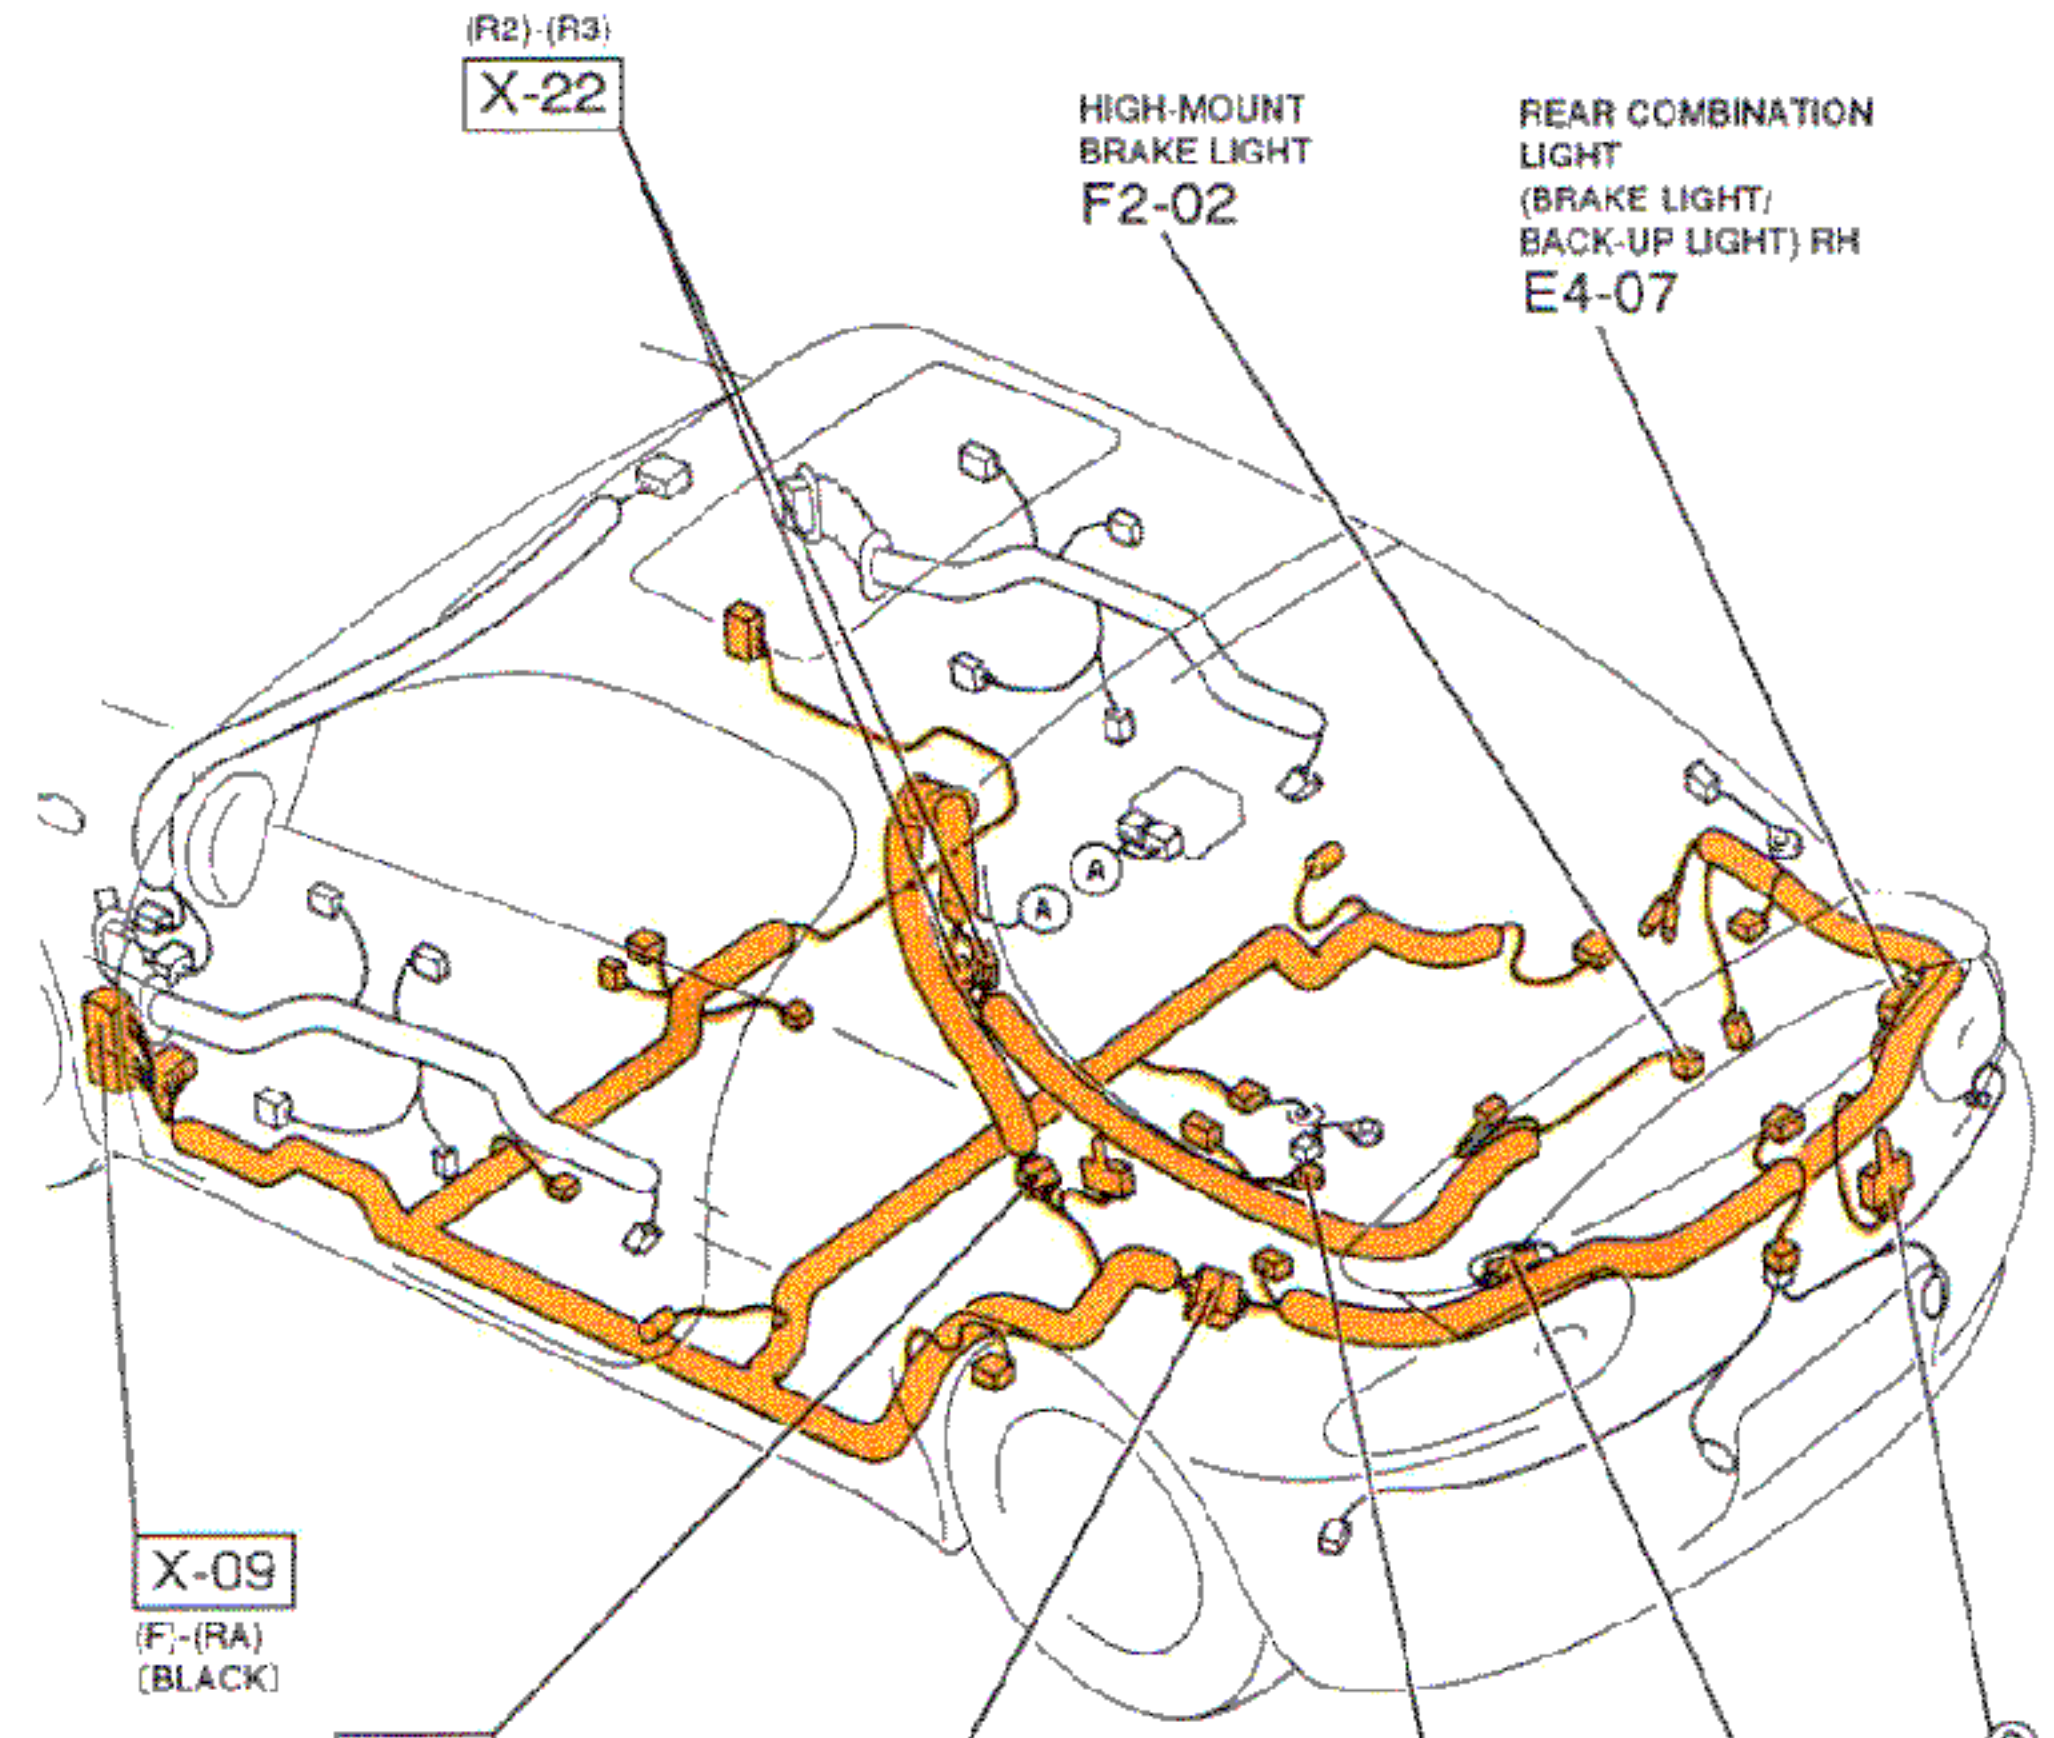 (R2)-(R3)
X-22
HIGH-MOUNT
BRAKE LIGHT
F2-02
REAR COMBINATION
LIGHT
(BRAKE LIGHT/
BACK-UP LIGHT) RH
E4-07
A
A
X-09
(F)-(RA)
(BLACK)